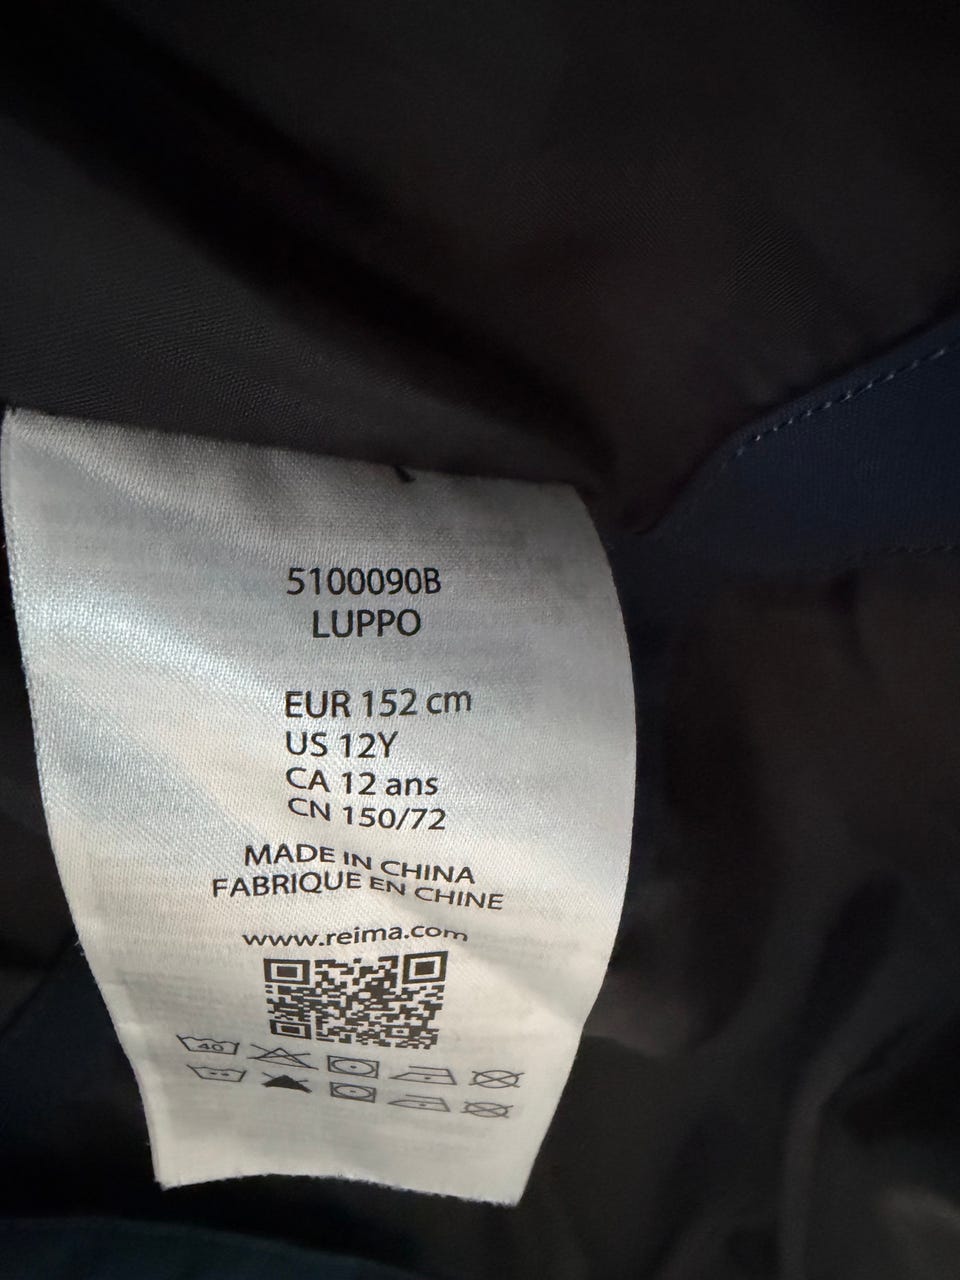 5100090B
LUPPO
EUR 152 cm
US 12Y
CA 12 ans
CN 150/72
MADE IN CHINA
FABRIQUE EN CHINE
www.reima.com
40